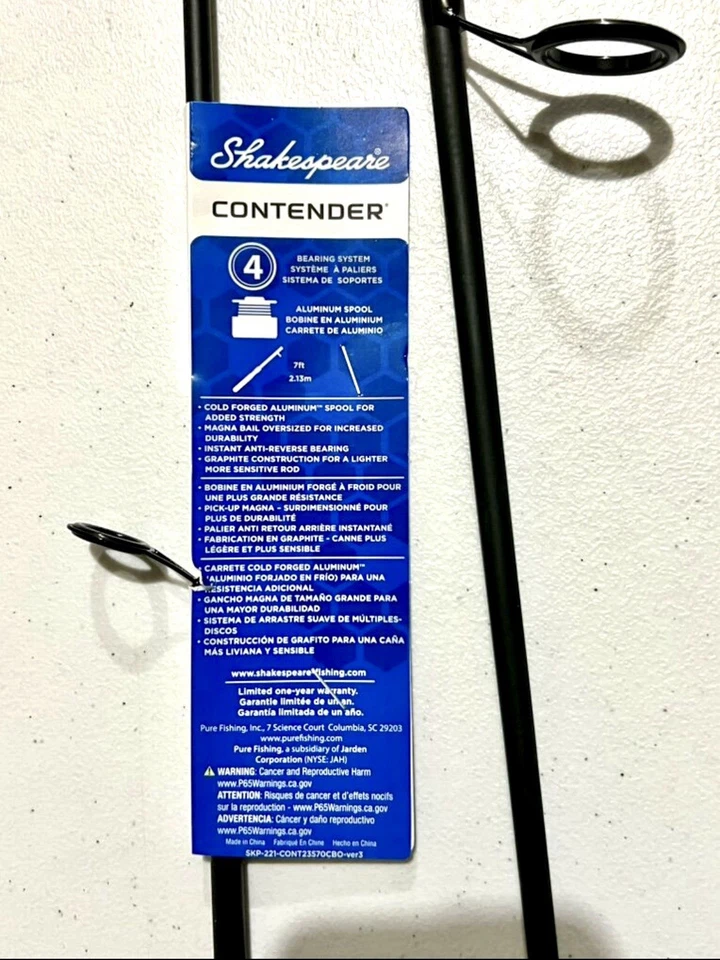 Shakespeare®
CONTENDER®
4
BEARING SYSTEM
SYSTÈME À PALIERS
SISTEMA DE SOPORTES
ALUMINUM SPOOL
BOBINE EN ALUMINIUM
CARRETE DE ALUMINIO
7ft
2.13m
• COLD FORGED ALUMINUM™ SPOOL FOR
ADDED STRENGTH
• MAGNA BAIL OVERSIZED FOR INCREASED
DURABILITY
• INSTANT ANTI-REVERSE BEARING
• GRAPHITE CONSTRUCTION FOR A LIGHTER
MORE SENSITIVE ROD
• BOBINE EN ALUMINIUM FORGÉ À FROID POUR
UNE PLUS GRANDE RÉSISTANCE
• PICK-UP MAGNA - SURDIMENSIONNÉ POUR
PLUS DE DURABILITÉ
• PALIER ANTI RETOUR ARRIÈRE INSTANTANÉ
• FABRICATION EN GRAPHITE - CANNE PLUS
LÉGÈRE ET PLUS SENSIBLE
CARRETE COLD FORGED ALUMINUM™
ALUMINIO FORJADO EN FRÍO) PARA UNA
RESISTENCIA ADICIONAL
• GANCHO MAGNA DE TAMAÑO GRANDE PARA
UNA MAYOR DURABILIDAD
• SISTEMA DE ARRASTRE SUAVE DE MÚLTIPLES-
DISCOS
• CONSTRUCCIÓN DE GRAFITO PARA UNA CAÑA
MÁS LIVIANA Y SENSIBLE
www.shakespeare-fishing.com
Limited one-year warranty.
Garantie limitée de un an.
Garantía limitada de un año.
Pure Fishing, Inc., 7 Science Court Columbia, SC 29203
www.purefishing.com
Pure Fishing, a subsidiary of Jarden
Corporation (NYSE: JAH)
WARNING: Cancer and Reproductive Harm
www.P65Warnings.ca.gov
ATTENTION: Risques de cancer et d'effets nocifs
sur la reproduction - www.P65Warnings.ca.gov
ADVERTENCIA: Cáncer y daño reproductivo
www.P65Warnings.ca.gov
Made in China Fabriqué En Chine Hecho en China
SKP-221-CONT23570CBO-ver3